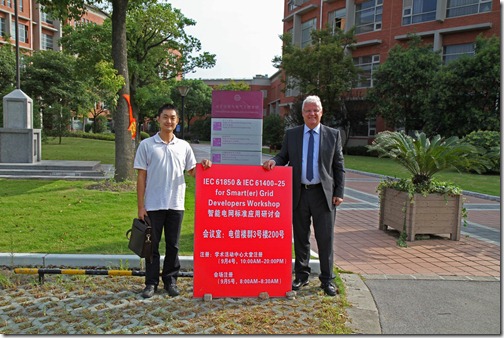 IEC 61850 & IEC 61400-25
for Smart(er) Grid
Developers Workshop
智能电网标准应用研讨会
会议室：电信楼群3号楼200号
注册：学术活动中心大堂注册
（9月4号，10:00AM-20:00PM）
会场注册
（9月5号，8:00AM-8:30AM）